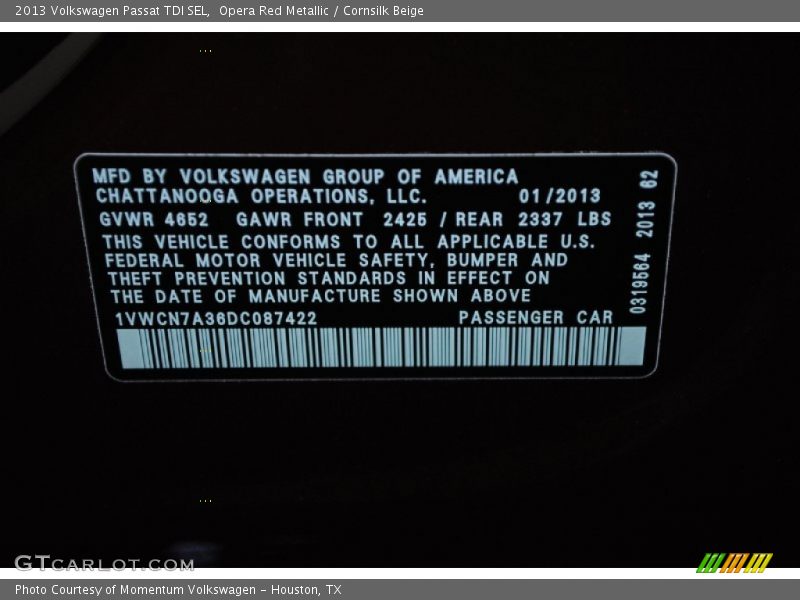 2013 Volkswagen Passat TDI SEL,  Opera Red Metallic / Cornsilk Beige
MFD BY VOLKSWAGEN GROUP OF AMERICA
CHATTANOOGA OPERATIONS, LLC. 01/2013
GVWR 4652 GAWR FRONT 2425 / REAR 2337 LBS
THIS VEHICLE CONFORMS TO ALL APPLICABLE U.S.
FEDERAL MOTOR VEHICLE SAFETY, BUMPER AND
THEFT PREVENTION STANDARDS IN EFFECT ON
THE DATE OF MANUFACTURE SHOWN ABOVE
1VWCN7A36DC087422 PASSENGER CAR
0319564 2013 62
GTCARLOT.COM
Photo Courtesy of Momentum Volkswagen - Houston, TX